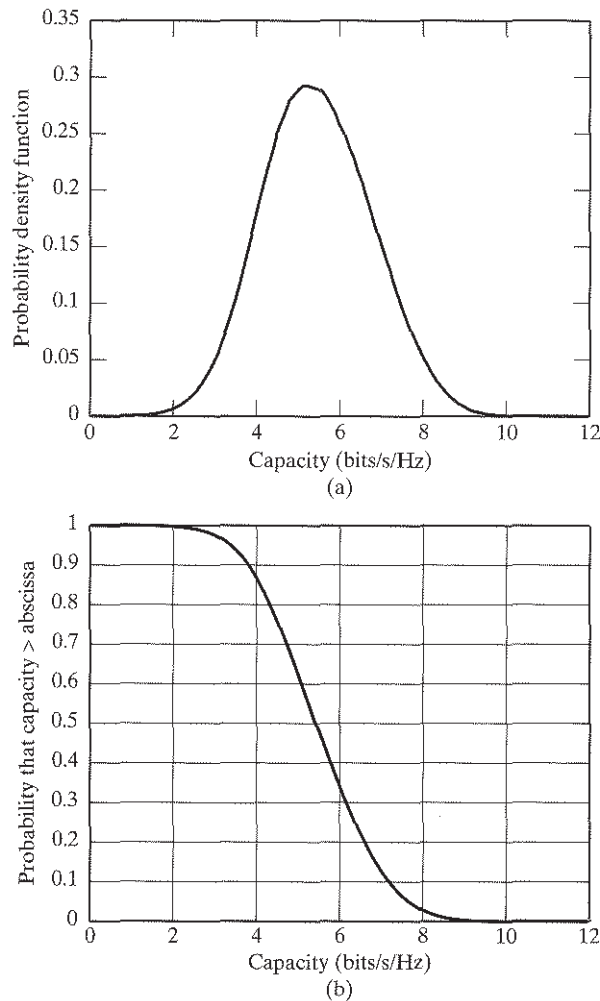 0.35
0.3
0.25
0.2
0.15
0.1
0.05
0
Probability density function
0 2 4 6 8 10 12
Capacity (bits/s/Hz)
(a)
1
0.9
0.8
0.7
0.6
0.5
0.4
0.3
0.2
0.1
0
Probability that capacity > abscissa
0 2 4 6 8 10 12
Capacity (bits/s/Hz)
(b)